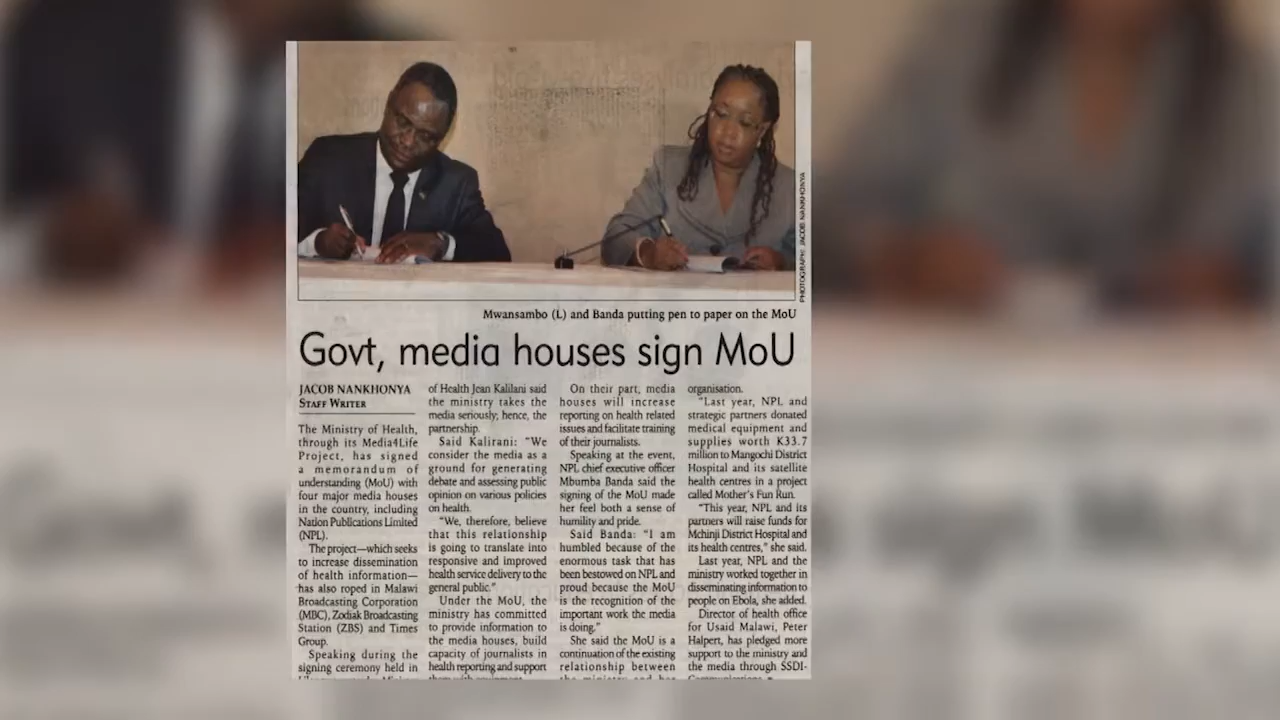 PHOTOGRAPH: JACOB NANKHONYA
Mwansambo (L) and Banda putting pen to paper on the MoU
Govt, media houses sign MoU
JACOB NANKHONYA
STAFF WRITER
The Ministry of Health,
through its Media4Life
Project, has signed
a memorandum of
understanding (MoU) with
four major media houses
in the country, including
Nation Publications Limited
(NPL).
The project—which seeks
to increase dissemination
of health information—
has also roped in Malawi
Broadcasting Corporation
(MBC), Zodiak Broadcasting
Station (ZBS) and Times
Group.
Speaking during the
signing ceremony held in
of Health Jean Kalilani said
the ministry takes the
media seriously; hence, the
partnership.
Said Kalirani: “We
consider the media as a
ground for generating
debate and assessing public
opinion on various policies
on health.
“We, therefore, believe
that this relationship
is going to translate into
responsive and improved
health service delivery to the
general public.”
Under the MoU, the
ministry has committed
to provide information to
the media houses, build
capacity of journalists in
health reporting and support
On their part, media
houses will increase
reporting on health related
issues and facilitate training
of their journalists.
Speaking at the event,
NPL chief executive officer
Mbumba Banda said the
signing of the MoU made
her feel both a sense of
humility and pride.
Said Banda: “I am
humbled because of the
enormous task that has
been bestowed on NPL and
proud because the MoU
is the recognition of the
important work the media
is doing.”
She said the MoU is a
continuation of the existing
relationship between
organisation.
“Last year, NPL and
strategic partners donated
medical equipment and
supplies worth K33.7
million to Mangochi District
Hospital and its satellite
health centres in a project
called Mother’s Fun Run.
“This year, NPL and its
partners will raise funds for
Mchinji District Hospital and
its health centres,” she said.
Last year, NPL and the
ministry worked together in
disseminating information to
people on Ebola, she added.
Director of health office
for Usaid Malawi, Peter
Halpert, has pledged more
support to the ministry and
the media through SSDI-